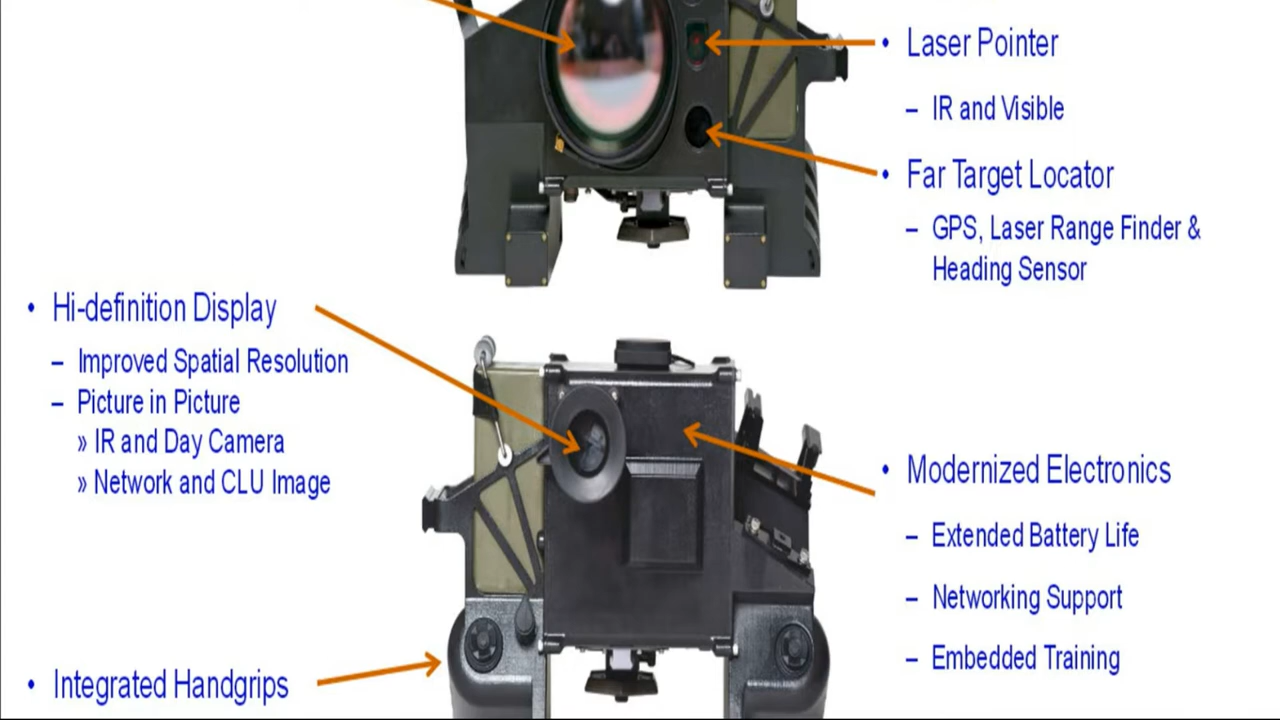 • Laser Pointer
– IR and Visible
• Far Target Locator
– GPS, Laser Range Finder &
Heading Sensor
• Hi-definition Display
– Improved Spatial Resolution
– Picture in Picture
» IR and Day Camera
» Network and CLU Image
• Modernized Electronics
– Extended Battery Life
– Networking Support
– Embedded Training
• Integrated Handgrips